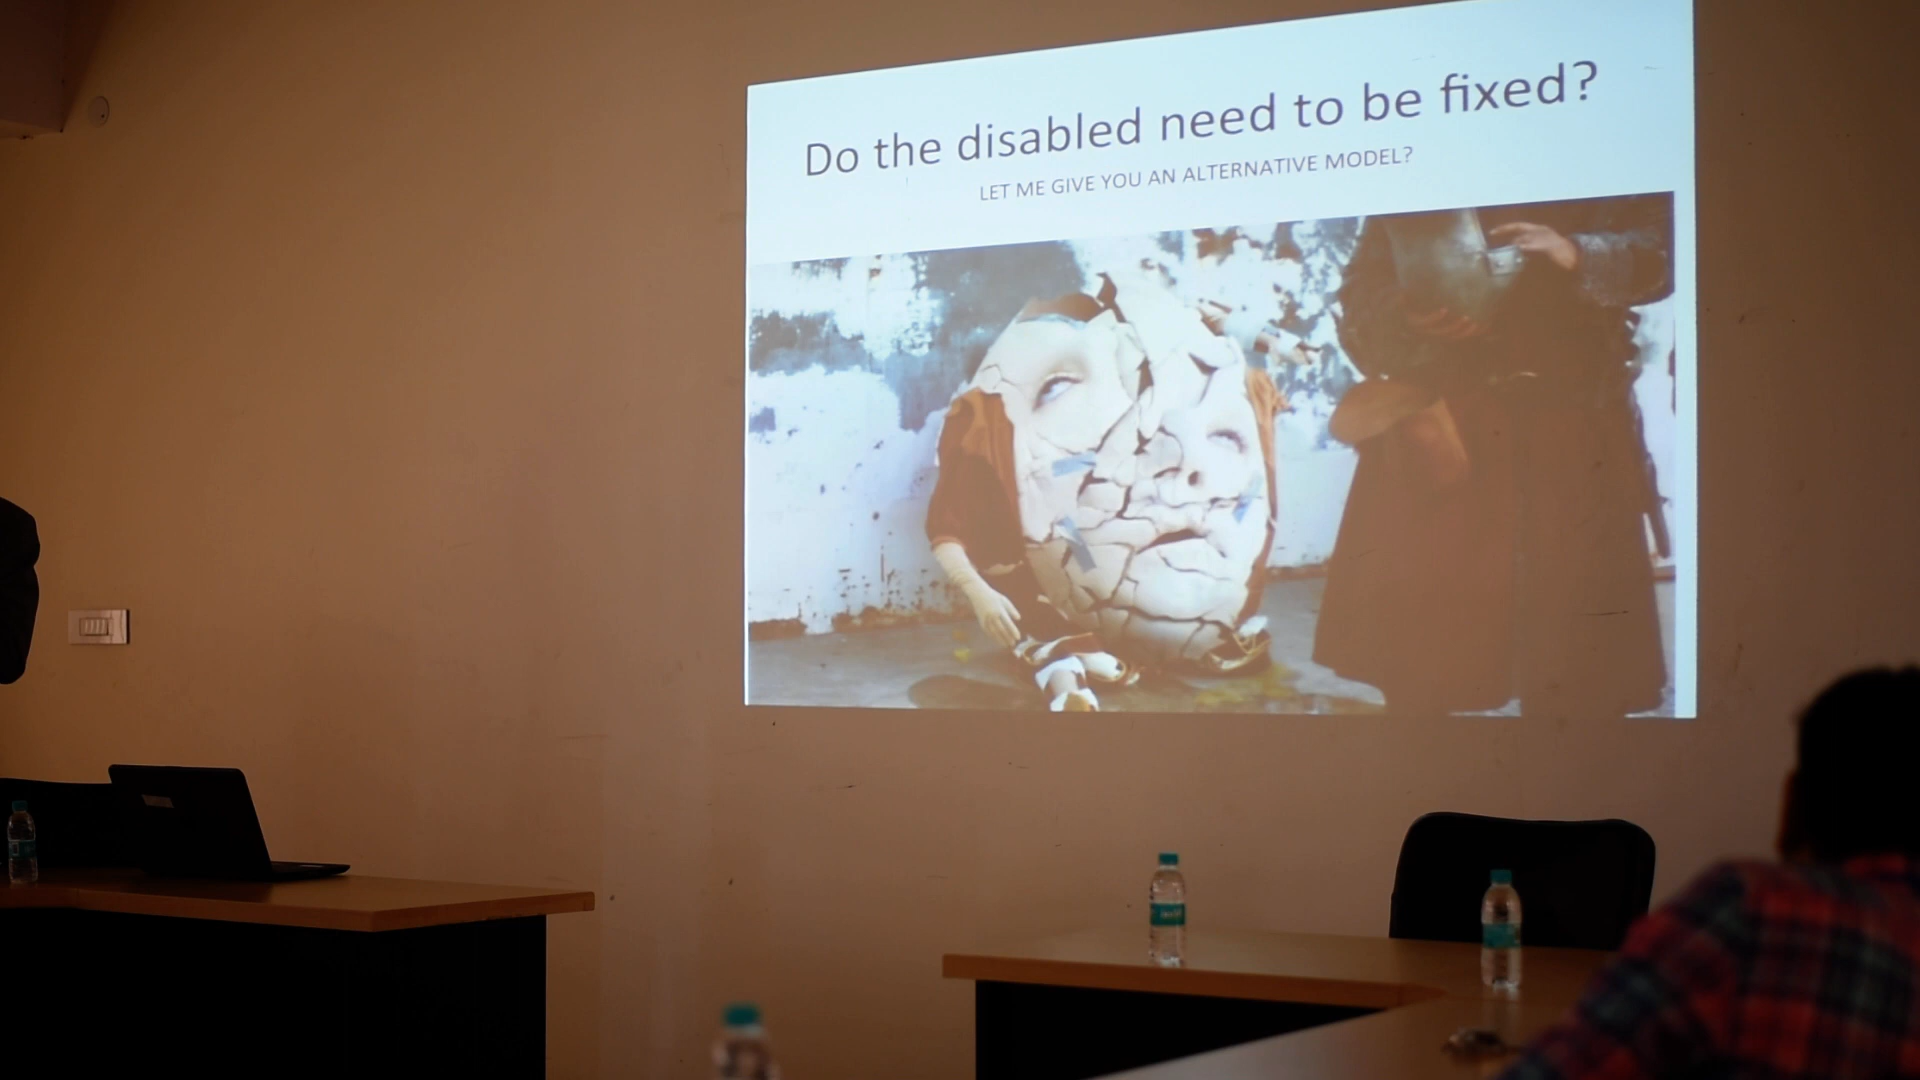 Do the disabled need to be fixed?
LET ME GIVE YOU AN ALTERNATIVE MODEL?